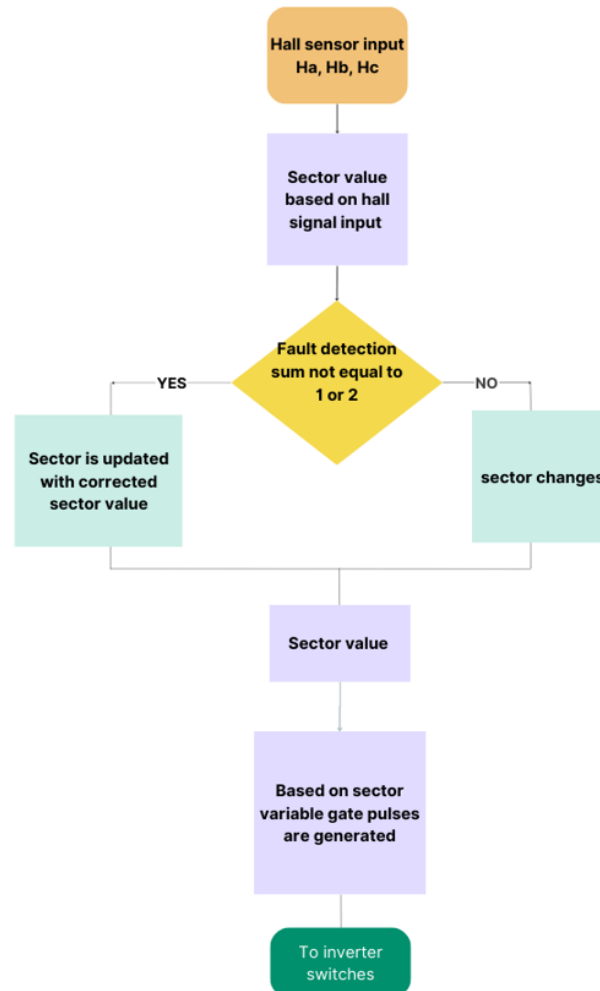 Hall sensor input
Ha, Hb, Hc
Sector value
based on hall
signal input
Fault detection
sum not equal to
1 or 2
YES
NO
Sector is updated
with corrected
sector value
sector changes
Sector value
Based on sector
variable gate pulses
are generated
To inverter
switches